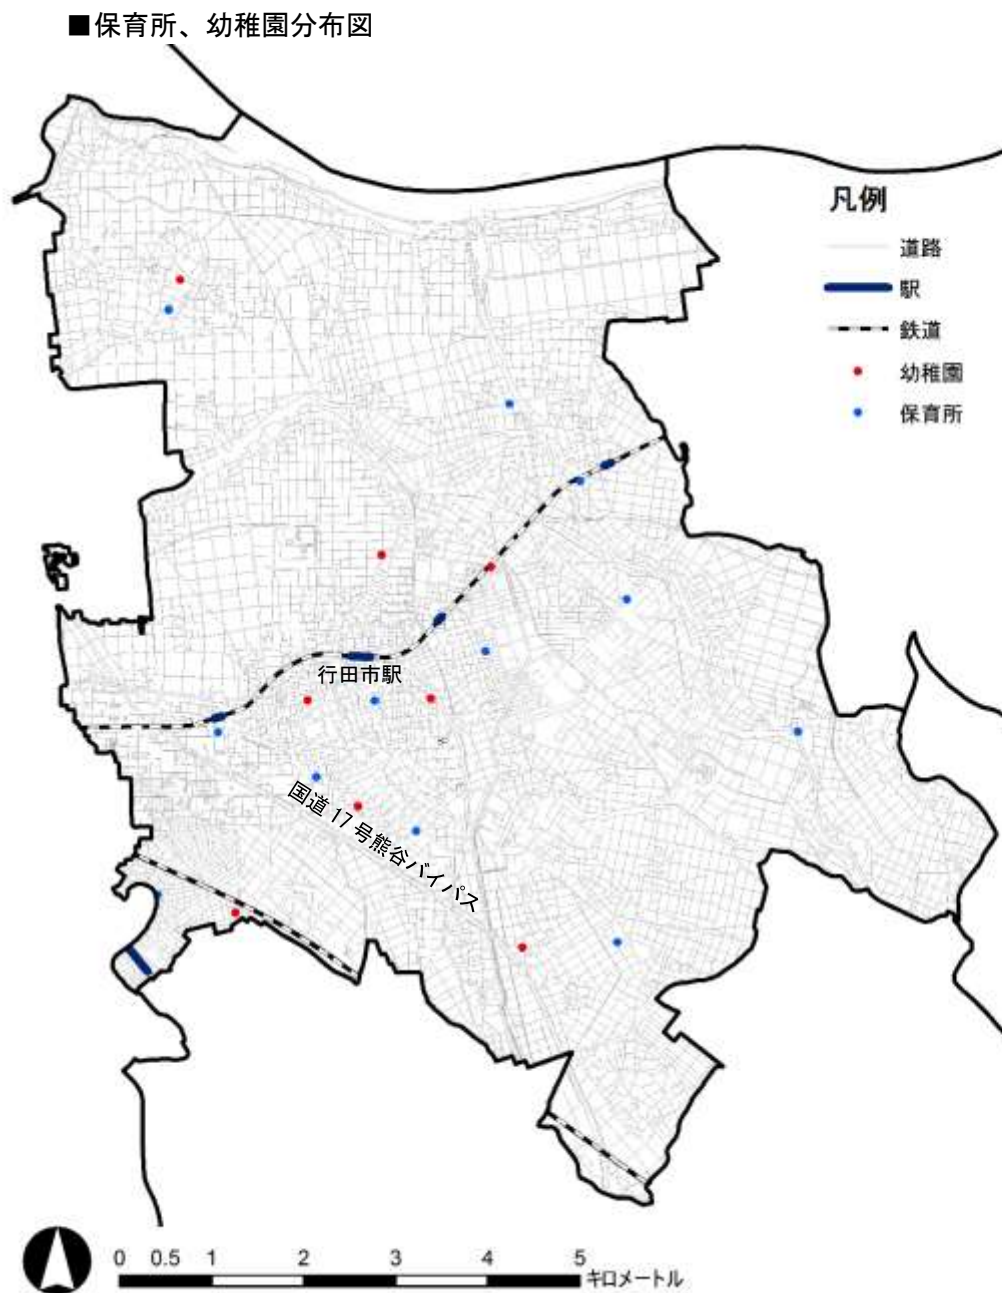 ■保育所、幼稚園分布図
凡例
道路
駅
鉄道
幼稚園
保育所
行田市駅
国道17号熊谷バイパス
0 0.5 1 2 3 4 5
キロメートル